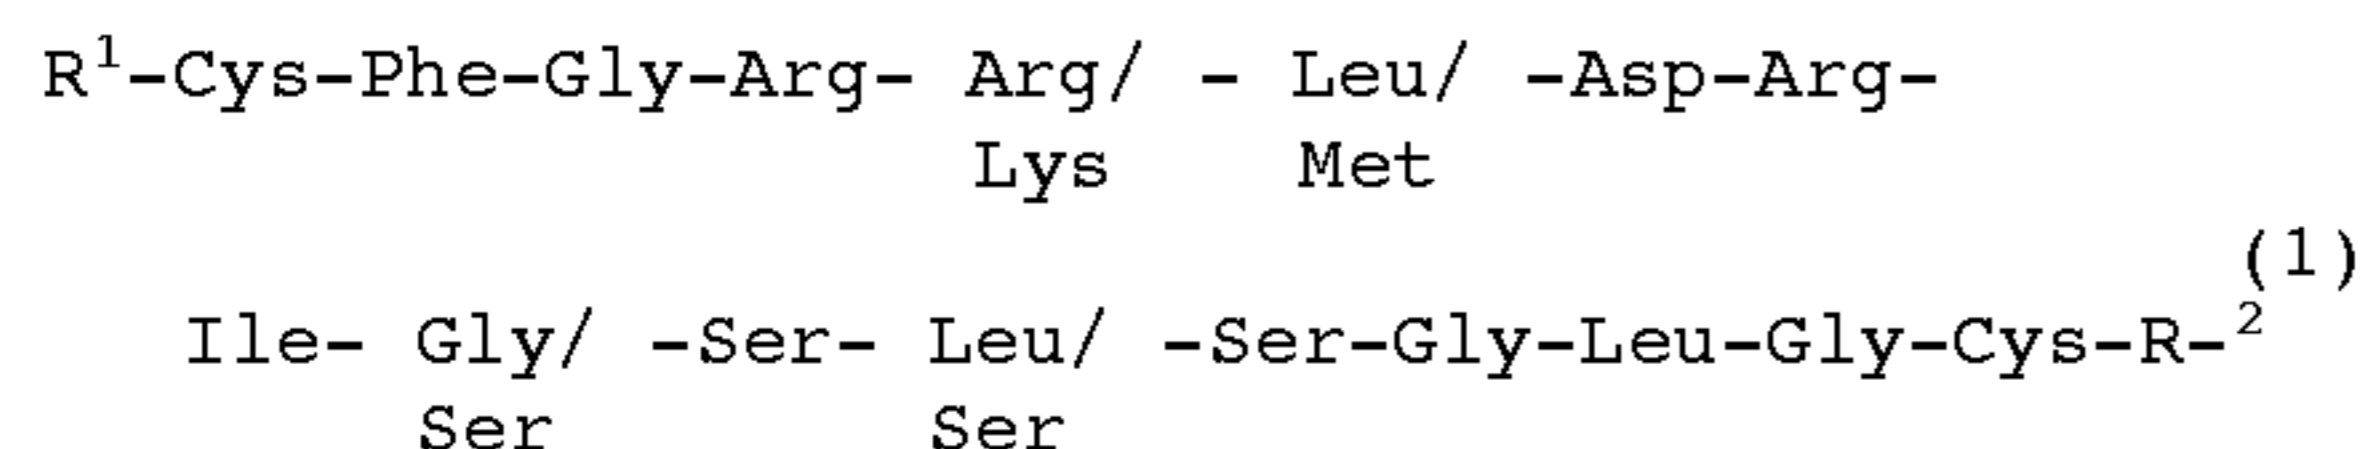 R¹–Cys–Phe–Gly–Arg– Arg/ – Leu/ –Asp–Arg–
Lys Met
(1)
Ile– Gly/ –Ser– Leu/ –Ser–Gly–Leu–Gly–Cys–R–²
Ser Ser